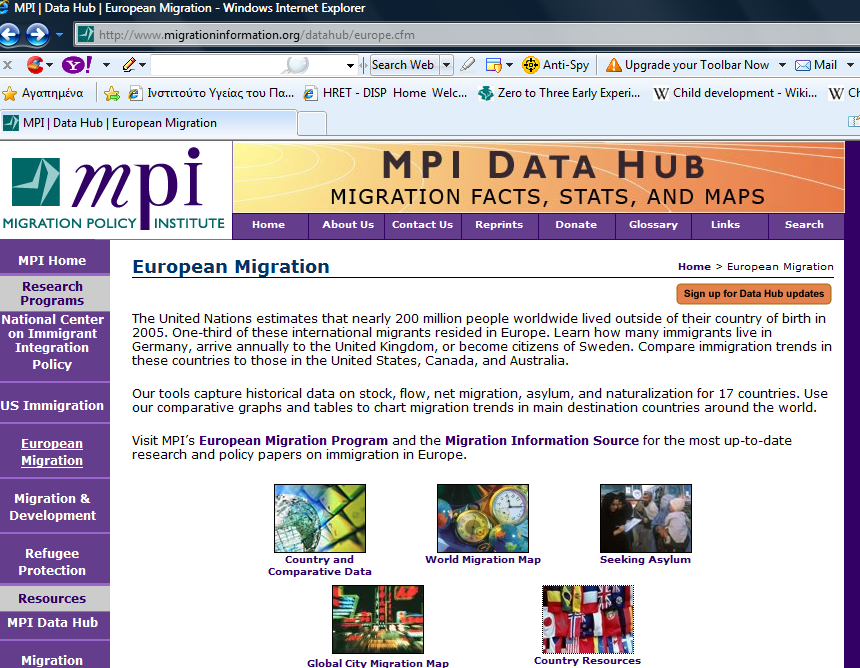 MPI | Data Hub | European Migration - Windows Internet Explorer
http://www.migrationinformation.org/datahub/europe.cfm
x Y! Search Web Anti-Spy Upgrade your Toolbar Now Mail
Αγαπημένα Ινστιτούτο Υγείας του Πα... HRET - DISP Home Welc... Zero to Three Early Experi... W Child development - Wiki... W
MPI | Data Hub | European Migration
mpi
MIGRATION POLICY INSTITUTE
MPI DATA HUB
MIGRATION FACTS, STATS, AND MAPS
Home About Us Contact Us Reprints Donate Glossary Links Search
MPI Home
Research
Programs
National Center
on Immigrant
Integration
Policy
US Immigration
European
Migration
Migration &
Development
Refugee
Protection
Resources
MPI Data Hub
Migration
European Migration
Home > European Migration
Sign up for Data Hub updates
The United Nations estimates that nearly 200 million people worldwide lived outside of their country of birth in
2005. One-third of these international migrants resided in Europe. Learn how many immigrants live in
Germany, arrive annually to the United Kingdom, or become citizens of Sweden. Compare immigration trends in
these countries to those in the United States, Canada, and Australia.
Our tools capture historical data on stock, flow, net migration, asylum, and naturalization for 17 countries. Use
our comparative graphs and tables to chart migration trends in main destination countries around the world.
Visit MPI's European Migration Program and the Migration Information Source for the most up-to-date
research and policy papers on immigration in Europe.
Country and
Comparative Data
World Migration Map
Seeking Asylum
Global City Migration Map
Country Resources